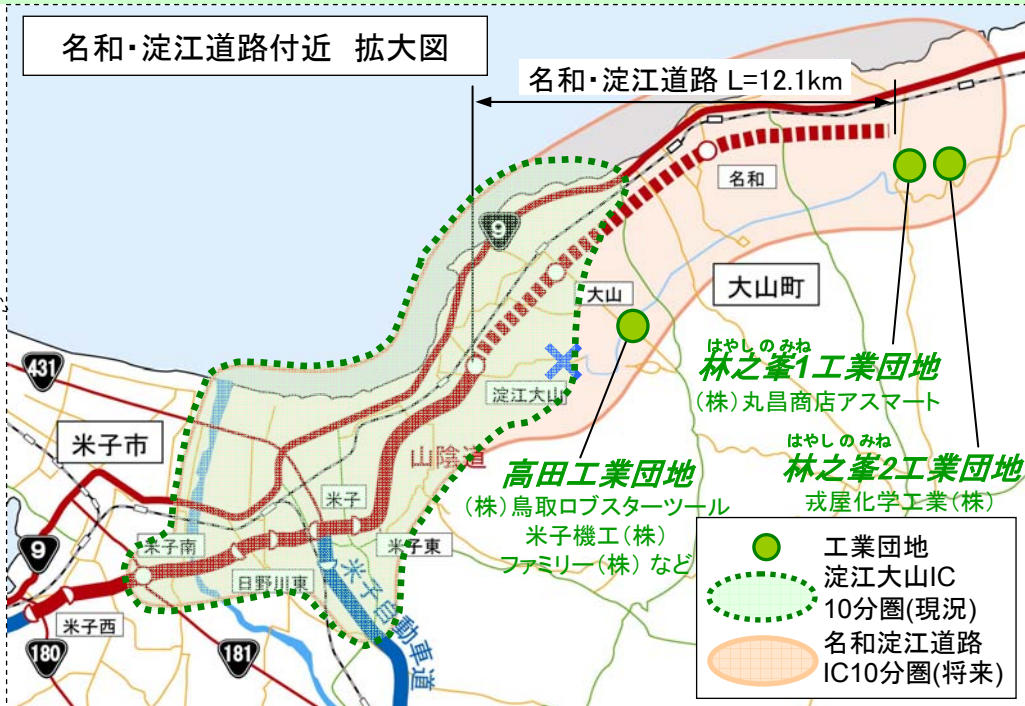 名和・淀江道路付近 拡大図
名和・淀江道路 L=12.1km
名和
9
大山
大山町
はやしのみね
林之峯1工業団地
(株)丸昌商店アスマート
はやしのみね
林之峯2工業団地
戎屋化学工業(株)
431
淀江大山
米子市
山陰道
高田工業団地
(株)鳥取ロブスターツール
米子機工(株)
ファミリー(株) など
米子
米子東
米子南
日野川東
9
米子西
180
181
米子自動車道
工業団地
淀江大山IC
10分圏(現況)
名和淀江道路
IC10分圏(将来)